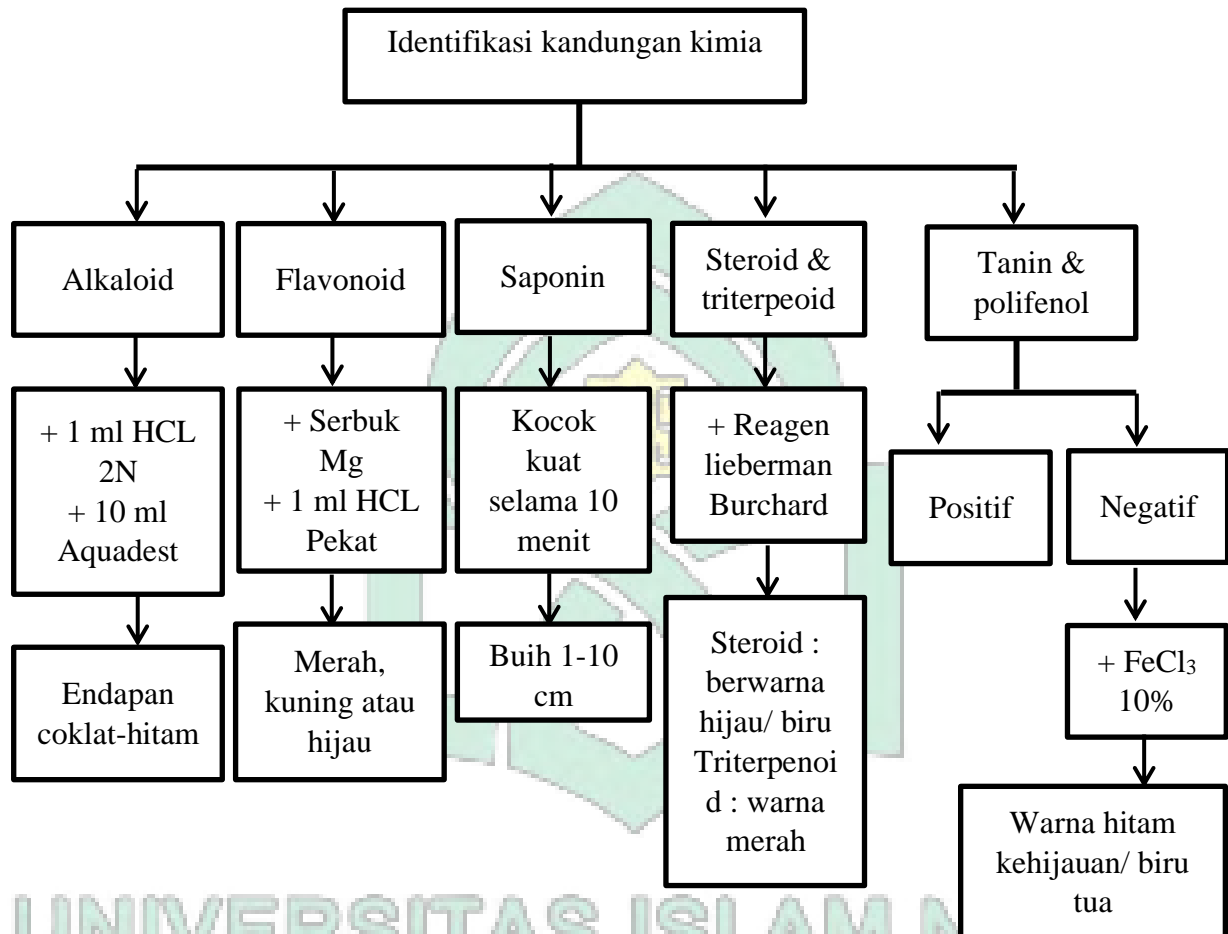 Identifikasi kandungan kimia
Alkaloid
Flavonoid
Saponin
Steroid &
triterpeoid
Tanin &
polifenol
+ 1 ml HCL
2N
+ 10 ml
Aquadest
+ Serbuk
Mg
+ 1 ml HCL
Pekat
Kocok
kuat
selama 10
menit
+ Reagen
lieberman
Burchard
Positif
Negatif
Endapan
coklat-hitam
Merah,
kuning atau
hijau
Buih 1-10
cm
Steroid :
berwarna
hijau/ biru
Triterpenoi
d : warna
merah
+ FeCl₃
10%
Warna hitam
kehijauan/ biru
tua
UNIVERSITAS ISLAM N